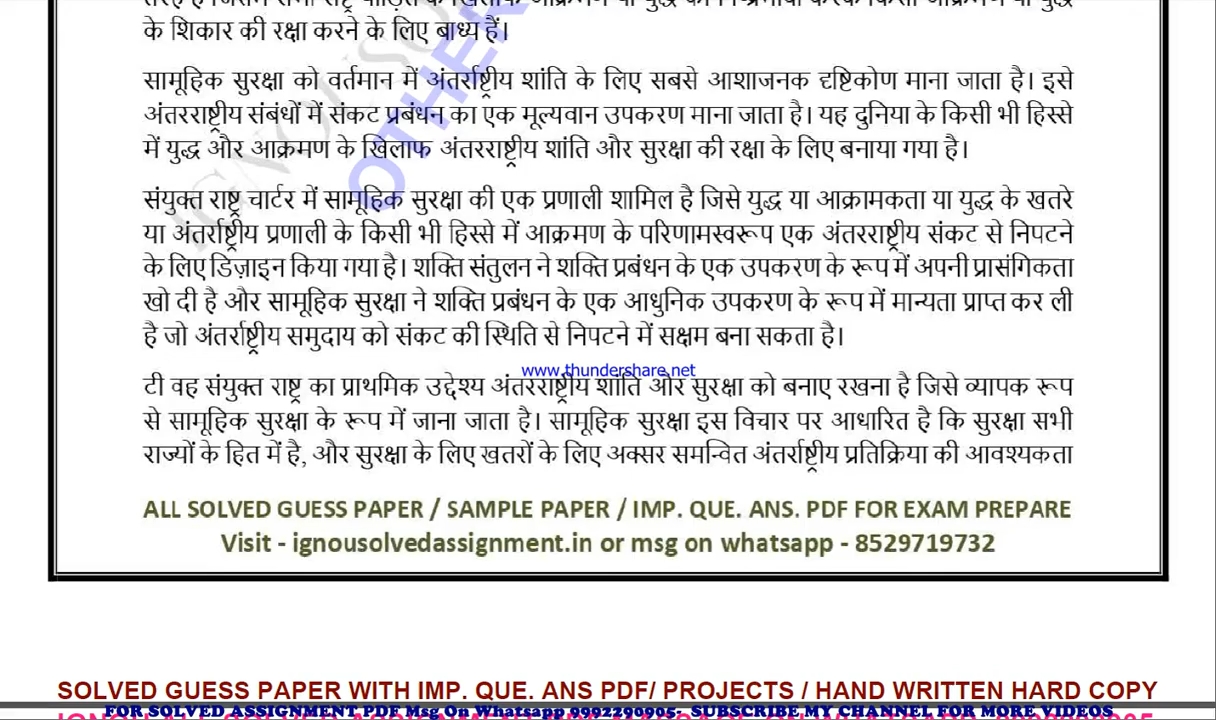 के शिकार की रक्षा करने के लिए बाध्य हैं।
सामूहिक सुरक्षा को वर्तमान में अंतर्राष्ट्रीय शांति के लिए सबसे आशाजनक दृष्टिकोण माना जाता है। इसे
अंतरराष्ट्रीय संबंधों में संकट प्रबंधन का एक मूल्यवान उपकरण माना जाता है। यह दुनिया के किसी भी हिस्से
में युद्ध और आक्रमण के खिलाफ अंतरराष्ट्रीय शांति और सुरक्षा की रक्षा के लिए बनाया गया है।
संयुक्त राष्ट्र चार्टर में सामूहिक सुरक्षा की एक प्रणाली शामिल है जिसे युद्ध या आक्रामकता या युद्ध के खतरे
या अंतर्राष्ट्रीय प्रणाली के किसी भी हिस्से में आक्रमण के परिणामस्वरूप एक अंतरराष्ट्रीय संकट से निपटने
के लिए डिज़ाइन किया गया है। शक्ति संतुलन ने शक्ति प्रबंधन के एक उपकरण के रूप में अपनी प्रासंगिकता
खो दी है और सामूहिक सुरक्षा ने शक्ति प्रबंधन के एक आधुनिक उपकरण के रूप में मान्यता प्राप्त कर ली
है जो अंतर्राष्ट्रीय समुदाय को संकट की स्थिति से निपटने में सक्षम बना सकता है।
www.thundershare.net
टी वह संयुक्त राष्ट्र का प्राथमिक उद्देश्य अंतरराष्ट्रीय शांति और सुरक्षा को बनाए रखना है जिसे व्यापक रूप
से सामूहिक सुरक्षा के रूप में जाना जाता है। सामूहिक सुरक्षा इस विचार पर आधारित है कि सुरक्षा सभी
राज्यों के हित में है, और सुरक्षा के लिए खतरों के लिए अक्सर समन्वित अंतर्राष्ट्रीय प्रतिक्रिया की आवश्यकता
ALL SOLVED GUESS PAPER / SAMPLE PAPER / IMP. QUE. ANS. PDF FOR EXAM PREPARE
Visit - ignousolvedassignment.in or msg on whatsapp - 8529719732
SOLVED GUESS PAPER WITH IMP. QUE. ANS PDF/ PROJECTS / HAND WRITTEN HARD COPY
FOR SOLVED ASSIGNMENT PDF Msg On Whatsapp 9992290905- SUBSCRIBE MY CHANNEL FOR MORE VIDEOS